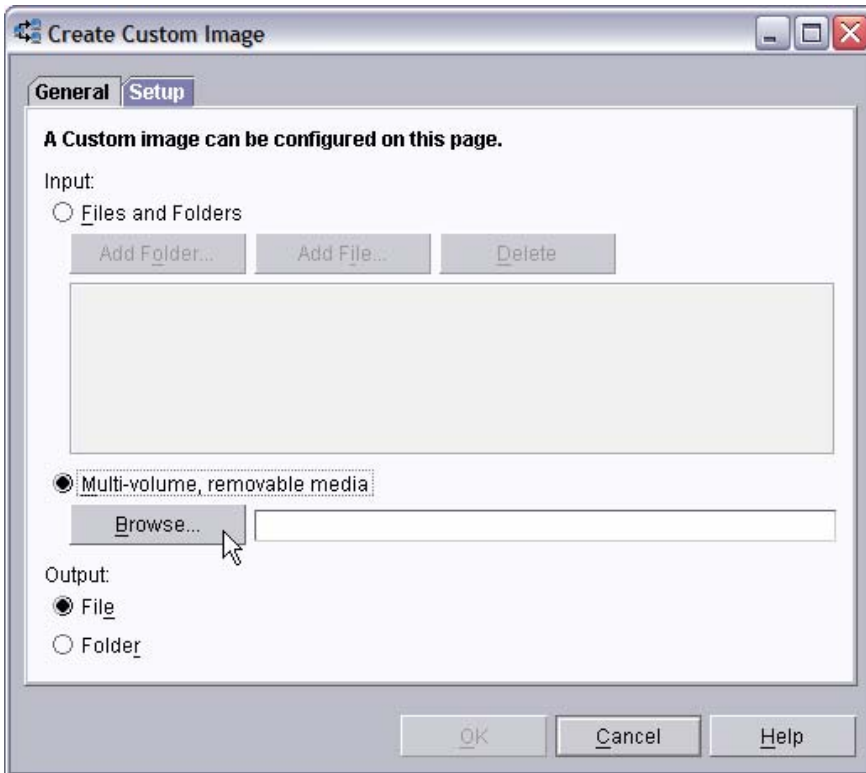 Create Custom Image
General Setup
A Custom image can be configured on this page.
Input:
Files and Folders
Add Folder... Add File... Delete
Multi-volume, removable media
Browse...
Output:
File
Folder
OK Cancel Help